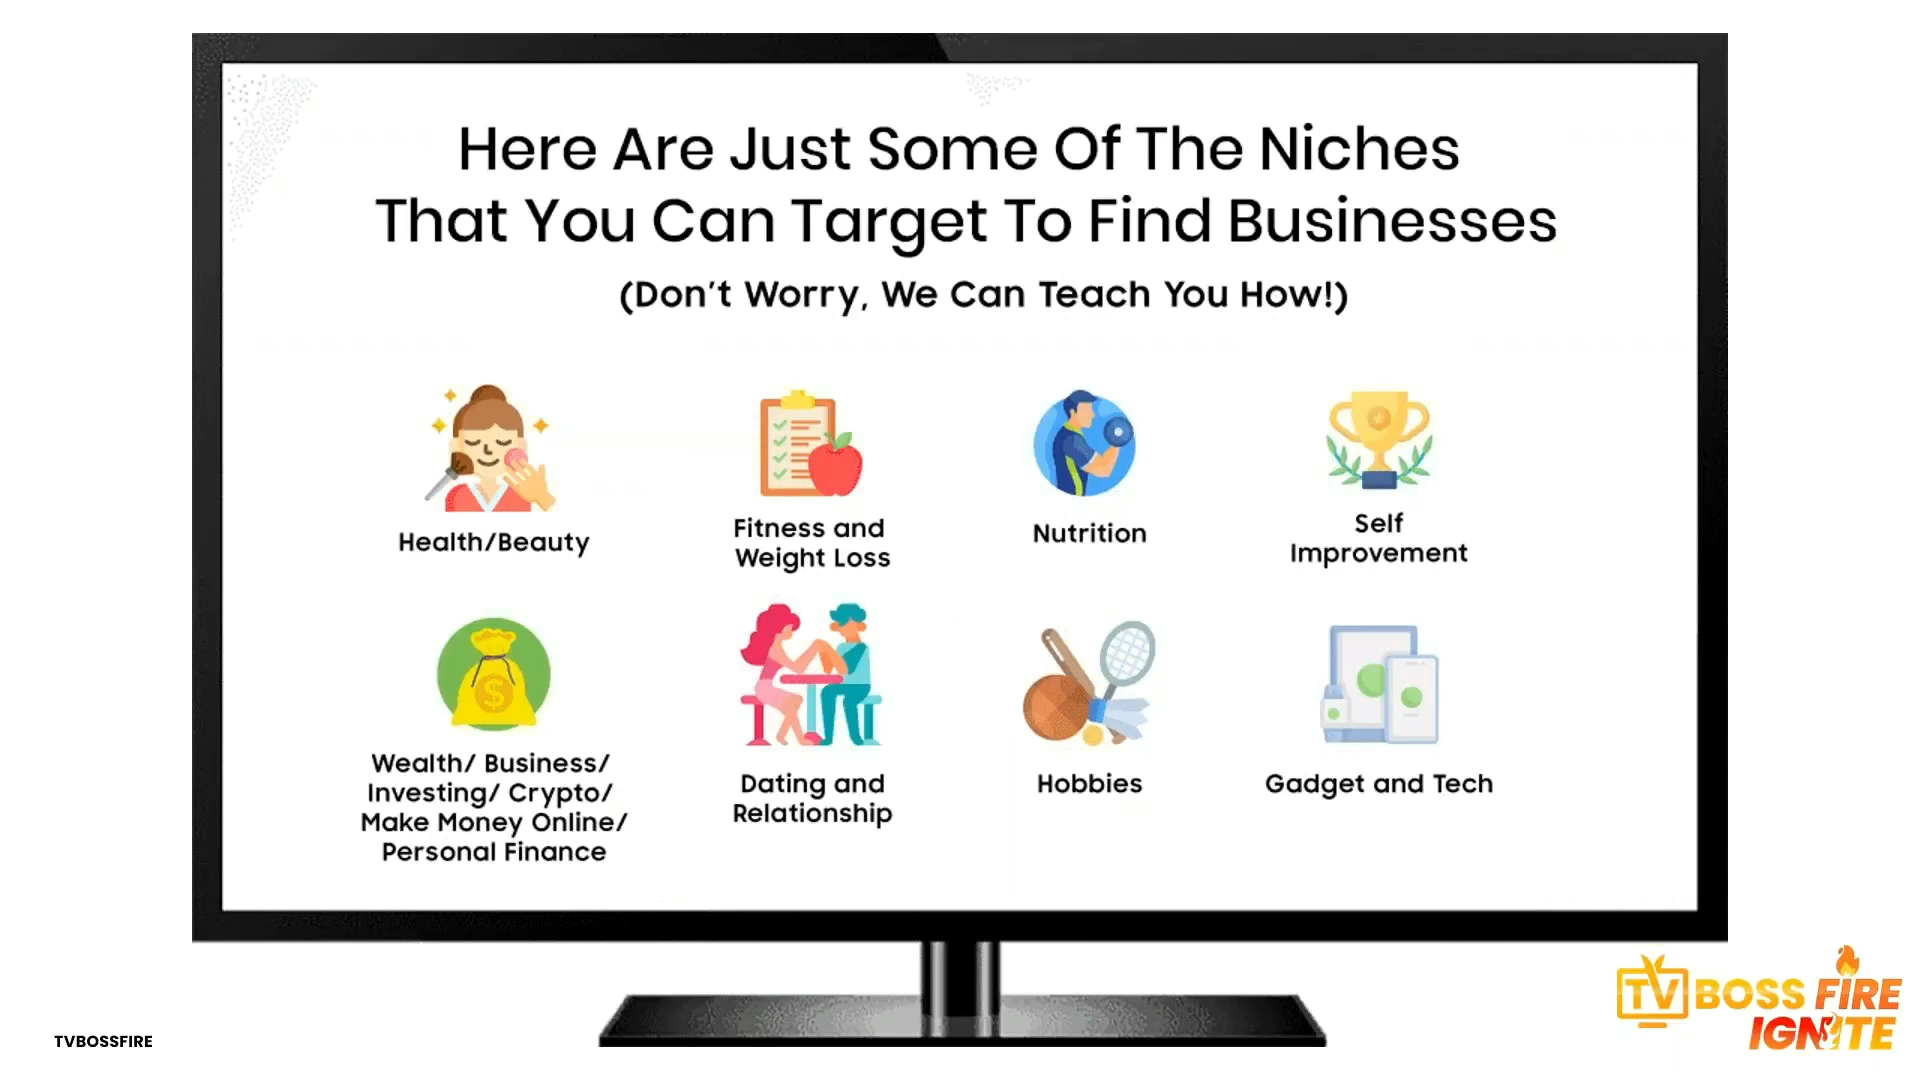 Here Are Just Some Of The Niches
That You Can Target To Find Businesses
(Don't Worry, We Can Teach You How!)
Health/Beauty
Fitness and
Weight Loss
Nutrition
Self
Improvement
Wealth/ Business/
Investing/ Crypto/
Make Money Online/
Personal Finance
Dating and
Relationship
Hobbies
Gadget and Tech
TVBOSSFIRE
TV BOSS FIRE
IGNITE